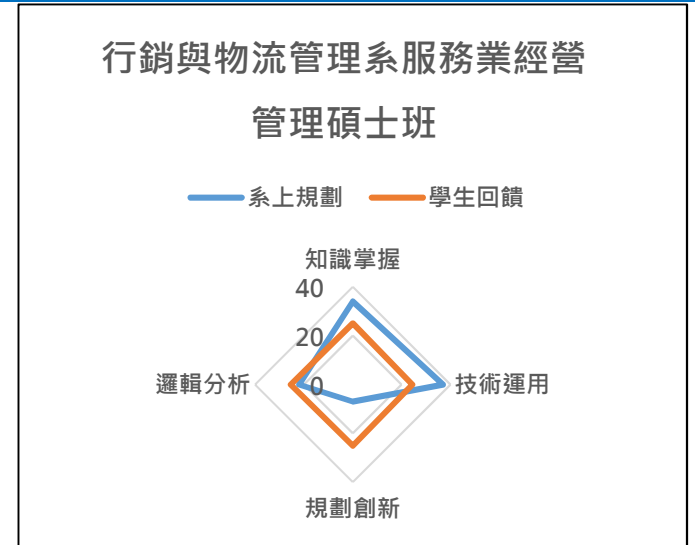 行銷與物流管理系服務業經營
管理碩士班
系上規劃 學生回饋
知識掌握
40
20
邏輯分析 0 技術運用
規劃創新